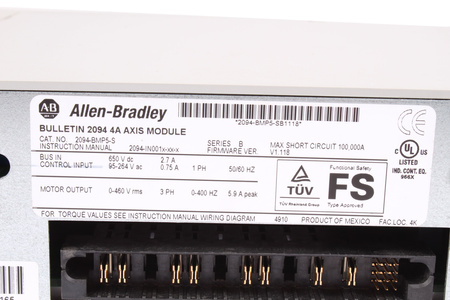 AB Allen-Bradley
*2094-BMP5-SB1118*
BULLETIN 2094 4A AXIS MODULE
CAT. NO. 2094-BMP5-S SERIES B MAX SHORT CIRCUIT 100,000A
INSTRUCTION MANUAL 2094-IN001x-xx-x FIRMWARE VER. V1.118
BUS IN 650 V dc 2.7 A
CONTROL INPUT 95-264 V ac 0.75 A 1 PH 50/60 HZ
MOTOR OUTPUT 0-460 V rms 3 PH 0-400 HZ 5.9 A peak
TÜV
TÜV Rheinland Group
Functional Safety
FS
Type Approved
c UL US
LISTED
IND. CONT. EQ.
966X
FOR TORQUE VALUES SEE INSTRUCTION MANUAL WIRING DIAGRAM 4910 PRODUCT OF MEXICO FAC. LOC. 4K
165